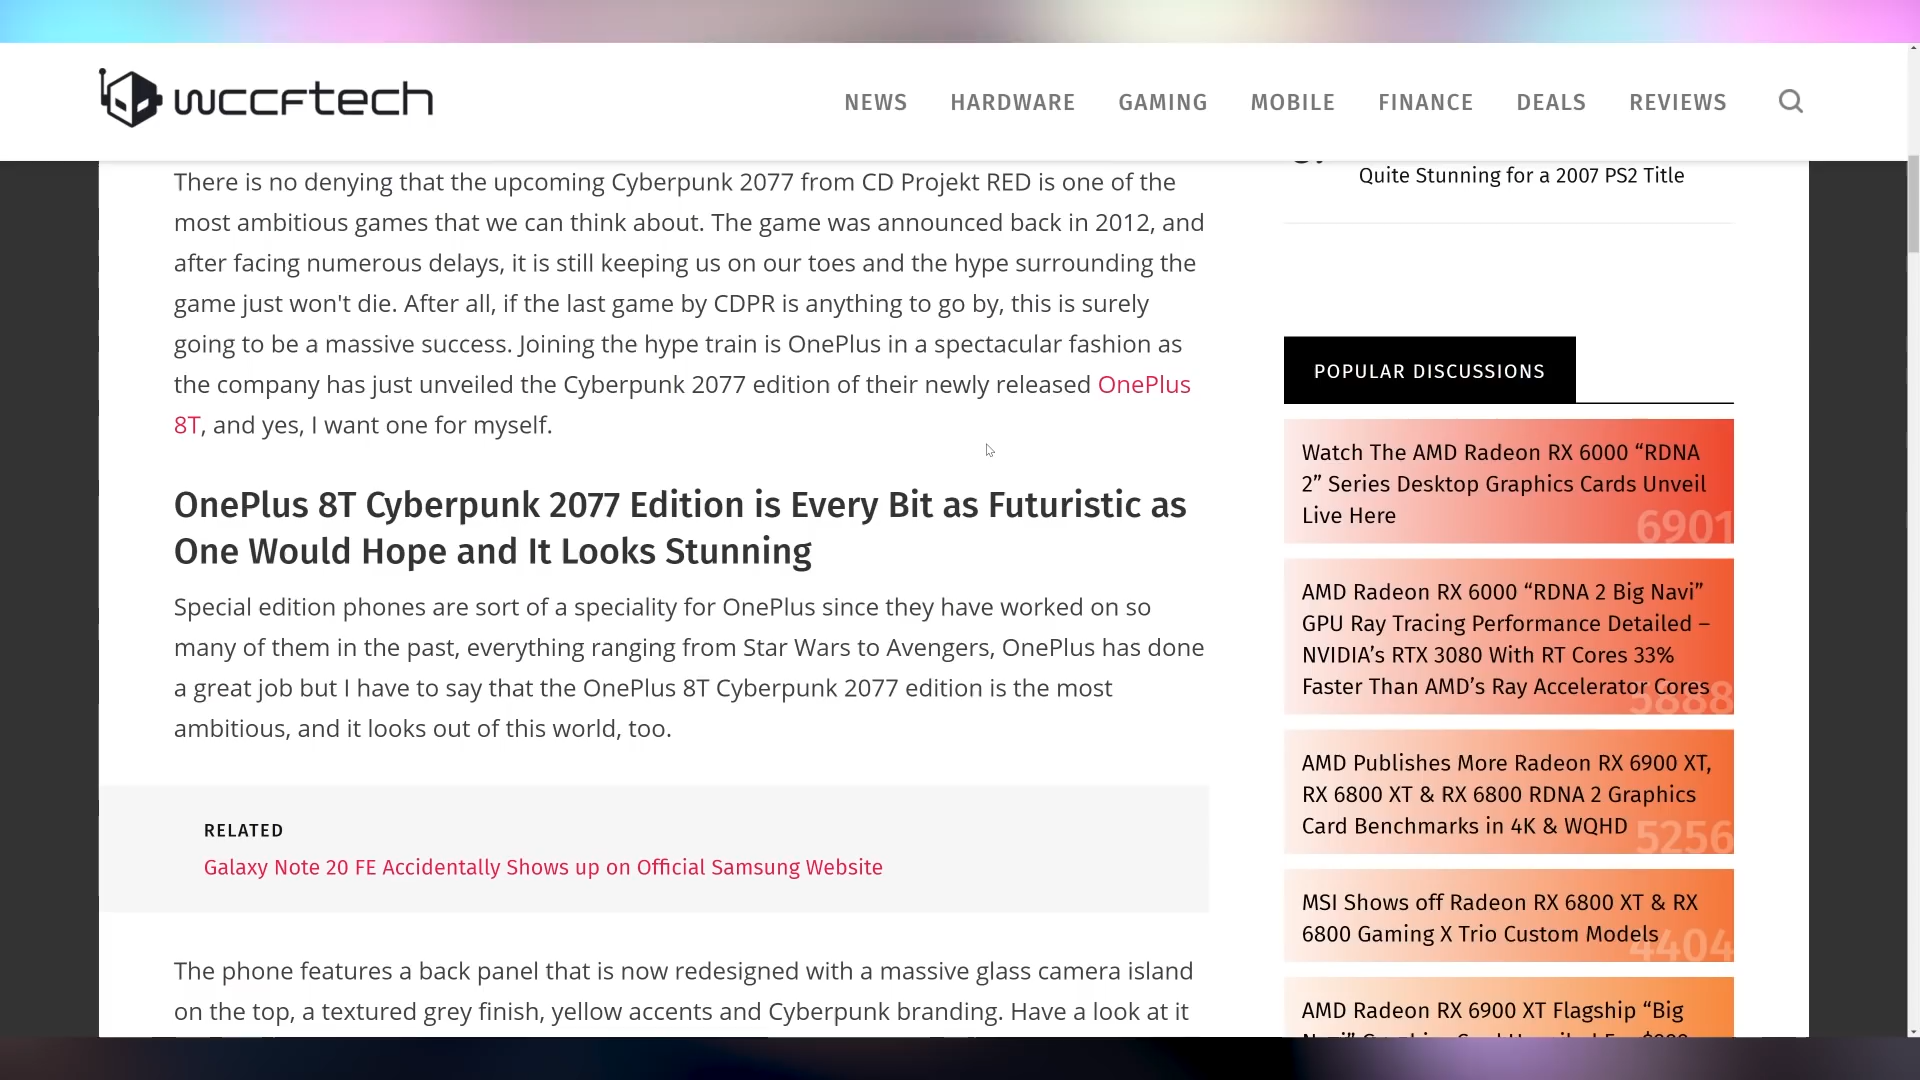 wccftech
NEWS HARDWARE GAMING MOBILE FINANCE DEALS REVIEWS
There is no denying that the upcoming Cyberpunk 2077 from CD Projekt RED is one of the
most ambitious games that we can think about. The game was announced back in 2012, and
after facing numerous delays, it is still keeping us on our toes and the hype surrounding the
game just won't die. After all, if the last game by CDPR is anything to go by, this is surely
going to be a massive success. Joining the hype train is OnePlus in a spectacular fashion as
the company has just unveiled the Cyberpunk 2077 edition of their newly released OnePlus
8T, and yes, I want one for myself.
OnePlus 8T Cyberpunk 2077 Edition is Every Bit as Futuristic as
One Would Hope and It Looks Stunning
Special edition phones are sort of a speciality for OnePlus since they have worked on so
many of them in the past, everything ranging from Star Wars to Avengers, OnePlus has done
a great job but I have to say that the OnePlus 8T Cyberpunk 2077 edition is the most
ambitious, and it looks out of this world, too.
RELATED
Galaxy Note 20 FE Accidentally Shows up on Official Samsung Website
The phone features a back panel that is now redesigned with a massive glass camera island
on the top, a textured grey finish, yellow accents and Cyberpunk branding. Have a look at it
Quite Stunning for a 2007 PS2 Title
POPULAR DISCUSSIONS
Watch The AMD Radeon RX 6000 “RDNA
2” Series Desktop Graphics Cards Unveil
Live Here
6901
AMD Radeon RX 6000 “RDNA 2 Big Navi”
GPU Ray Tracing Performance Detailed –
NVIDIA’s RTX 3080 With RT Cores 33%
Faster Than AMD’s Ray Accelerator Cores
5888
AMD Publishes More Radeon RX 6900 XT,
RX 6800 XT & RX 6800 RDNA 2 Graphics
Card Benchmarks in 4K & WQHD
5256
MSI Shows off Radeon RX 6800 XT & RX
6800 Gaming X Trio Custom Models
4404
AMD Radeon RX 6900 XT Flagship “Big